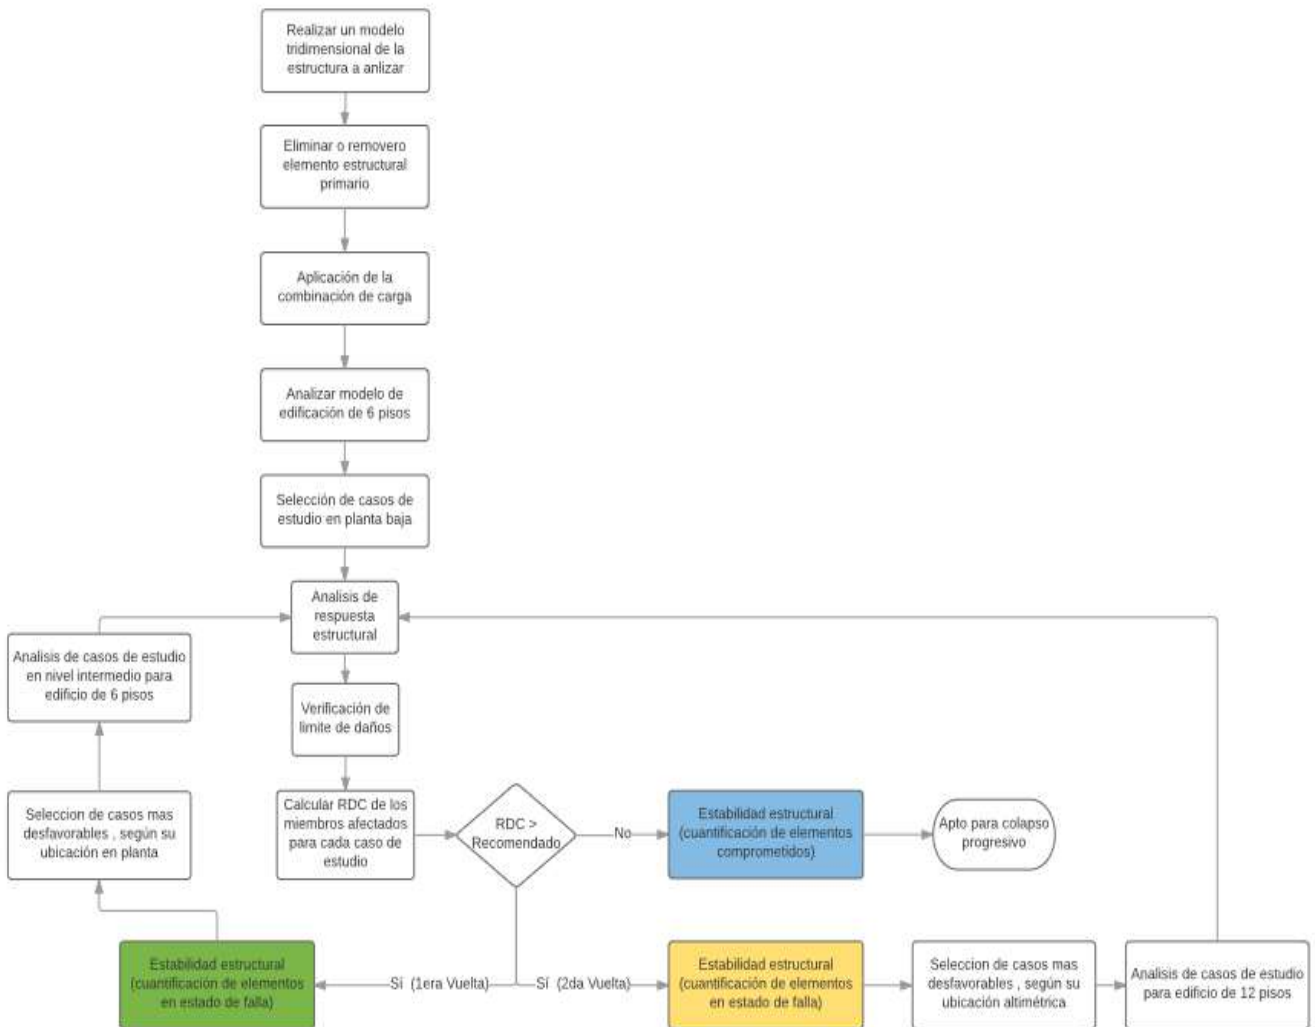 Realizar un modelo
tridimensional de la
estructura a anlizar
Eliminar o removero
elemento estructural
primario
Aplicación de la
combinación de carga
Analizar modelo de
edificación de 6 pisos
Selección de casos de
estudio en planta baja
Analisis de
respuesta
estructural
Analisis de casos de estudio
en nivel intermedio para
edificio de 6 pisos
Verificación de
limite de daños
Seleccion de casos mas
desfavorables , según su
ubicación en planta
Calcular RDC de los
miembros afectados
para cada caso de
estudio
RDC >
Recomendado
No
Estabilidad estructural
(cuantificación de elementos
comprometidos)
Apto para colapso
progresivo
Estabilidad estructural
(cuantificación de elementos
en estado de falla)
Sí (1era Vuelta)
Sí (2da Vuelta)
Estabilidad estructural
(cuantificación de elementos
en estado de falla)
Seleccion de casos mas
desfavorables , según su
ubicación altimétrica
Analisis de casos de estudio
para edificio de 12 pisos